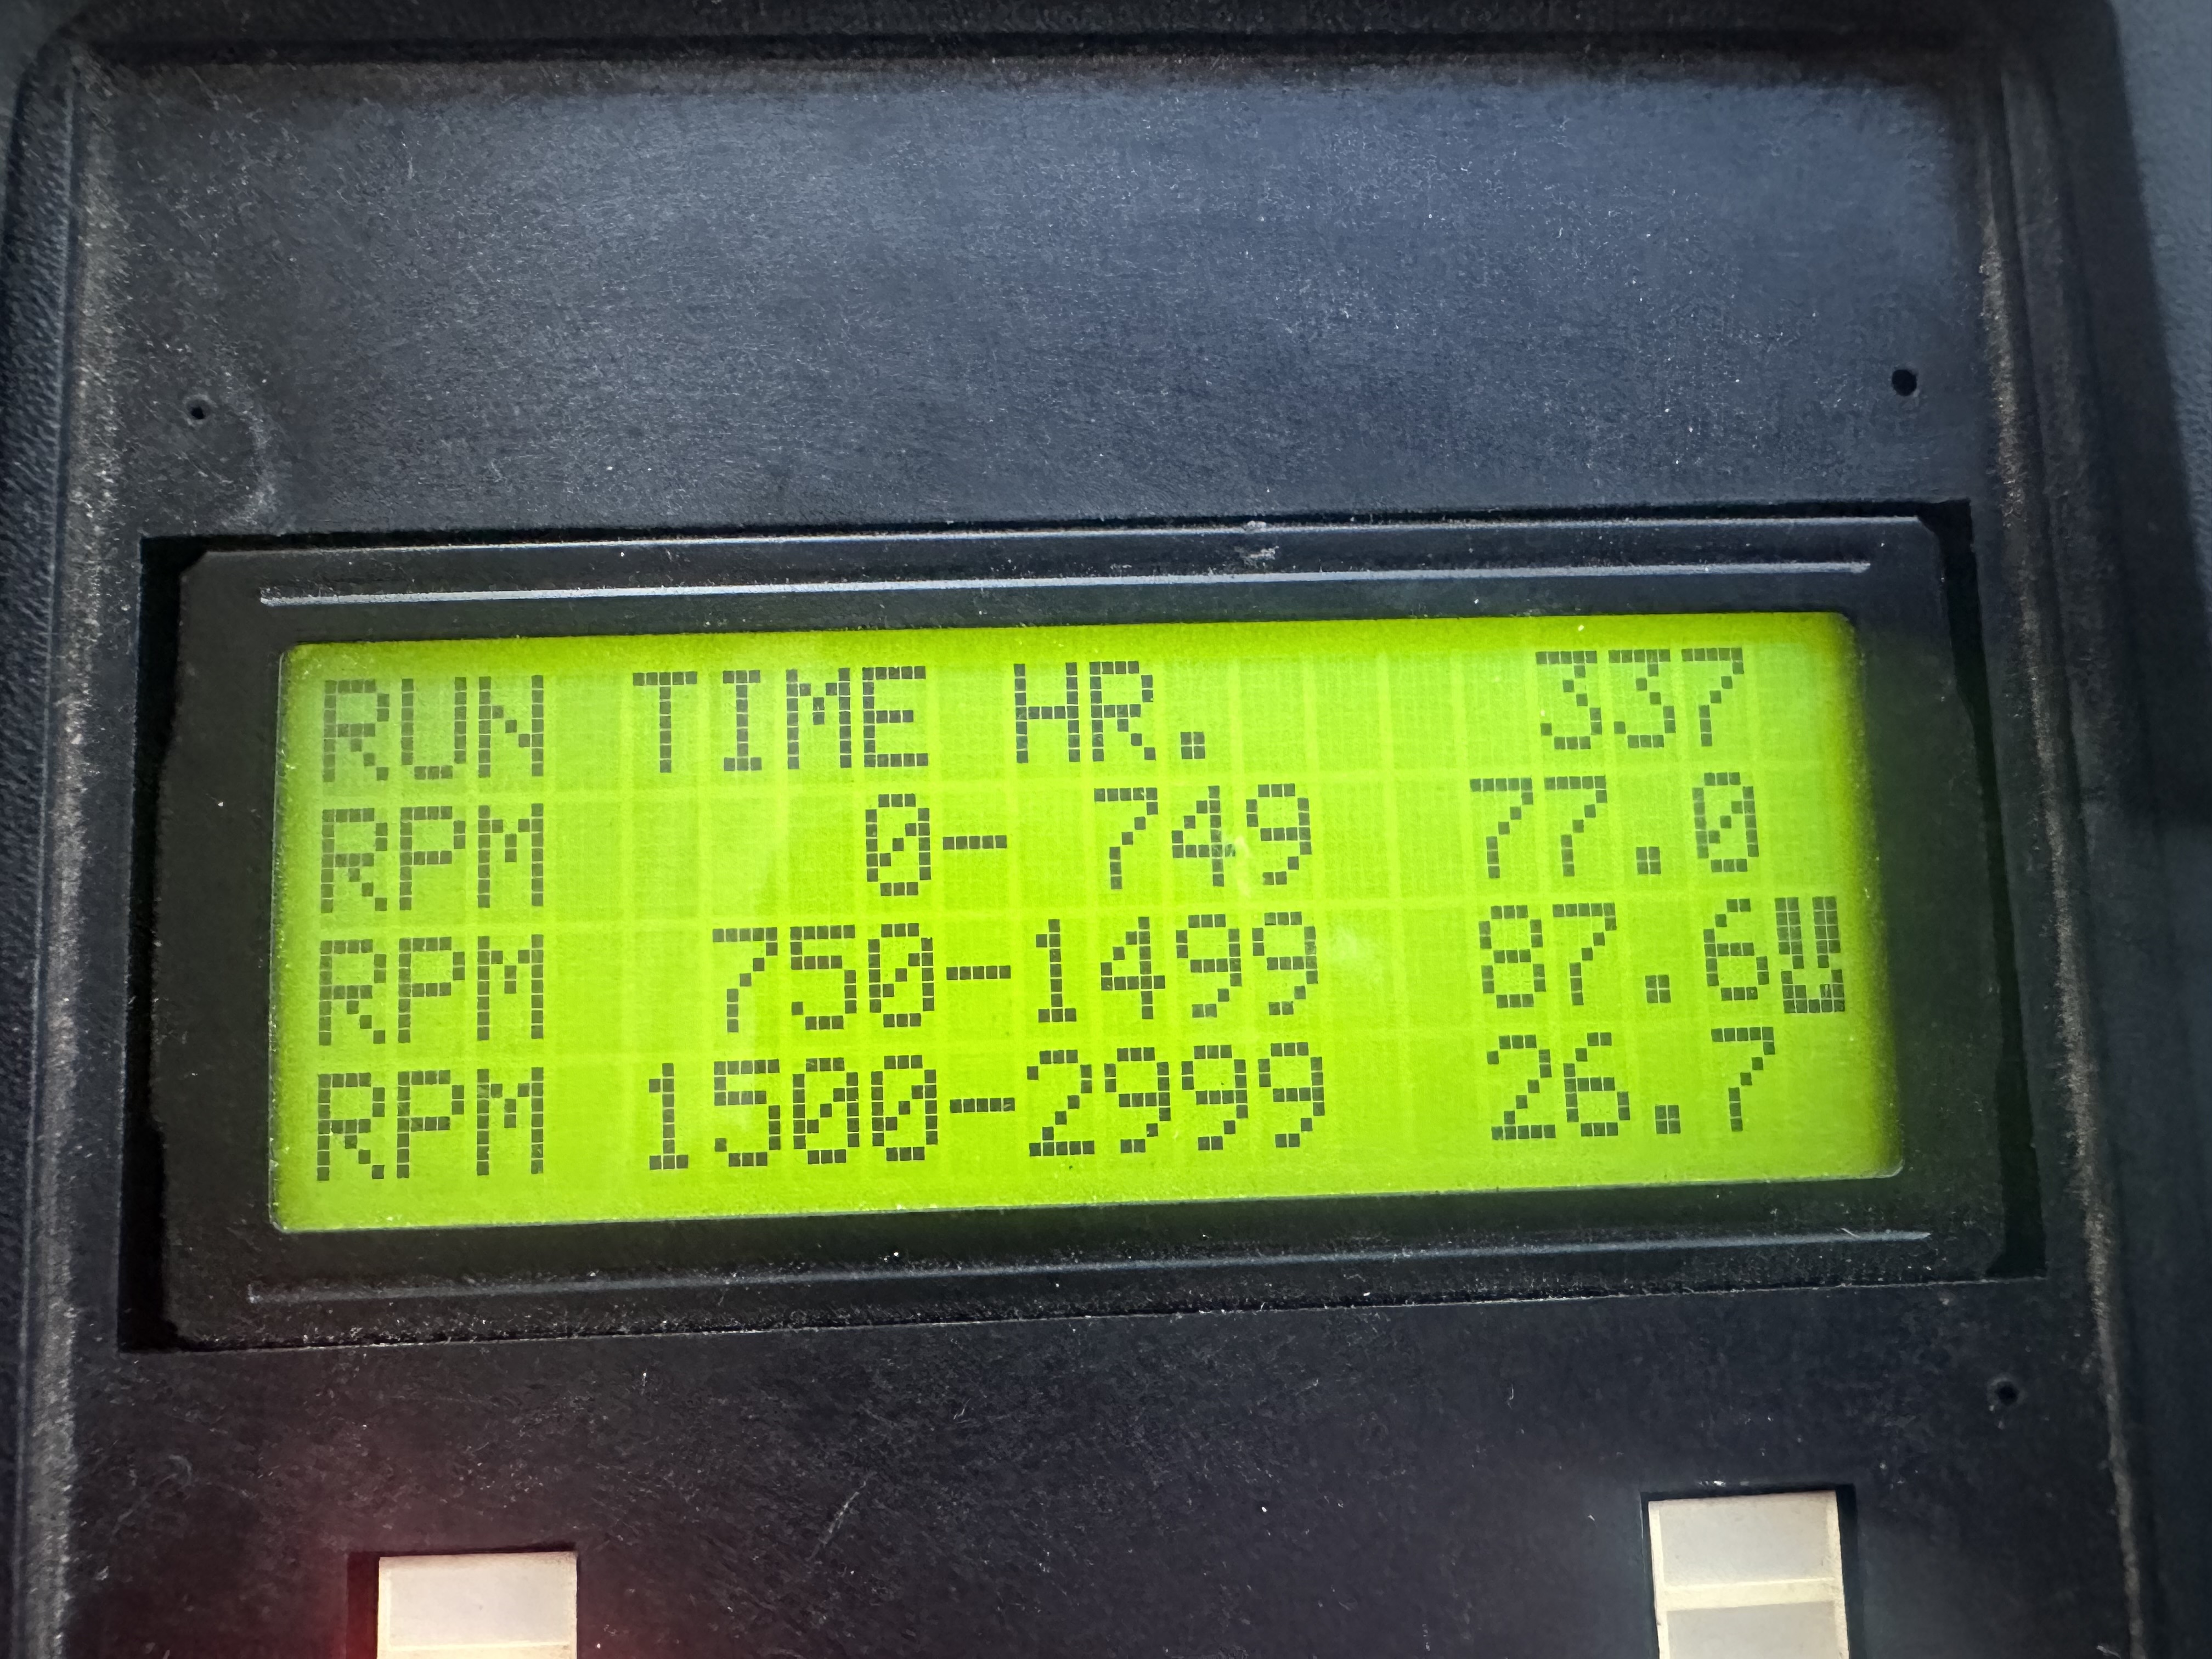 RUN TIME HR. 337
RPM 0- 749 77.0
RPM 750-1499 87.6
RPM 1500-2999 26.7